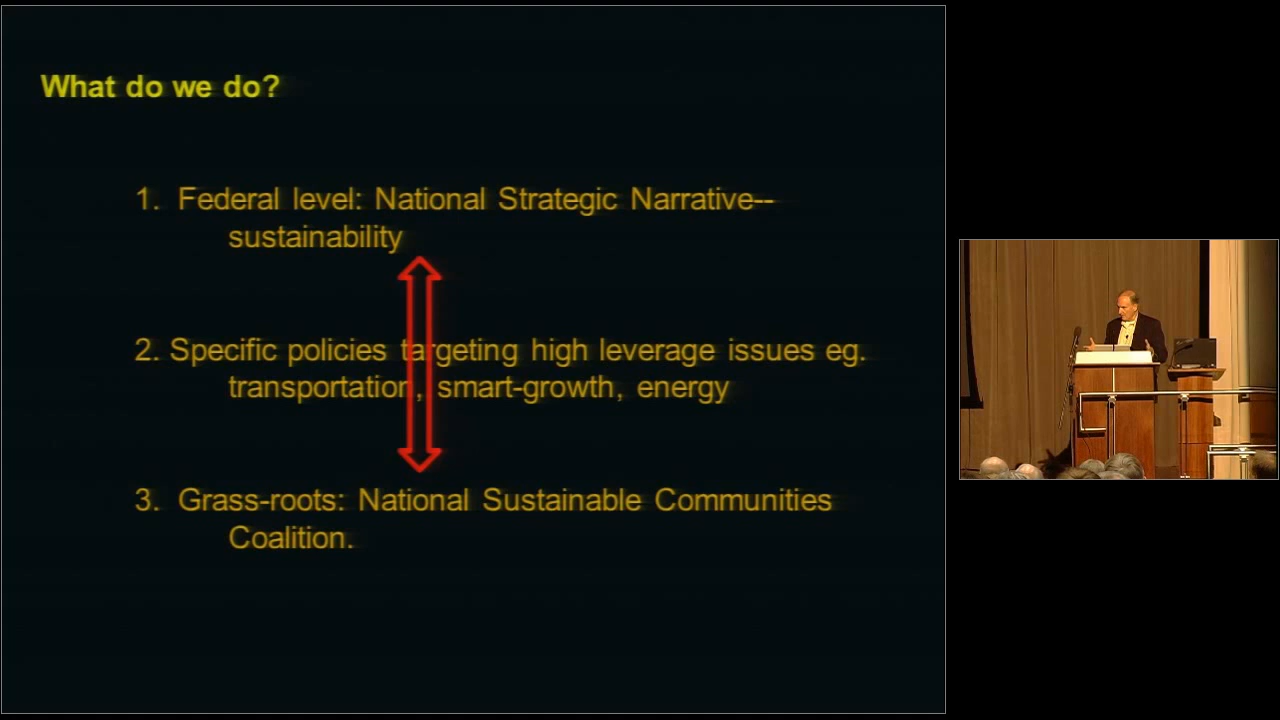 What do we do?
1. Federal level: National Strategic Narrative--
sustainability
2. Specific policies targeting high leverage issues eg.
transportation, smart-growth, energy
3. Grass-roots: National Sustainable Communities
Coalition.